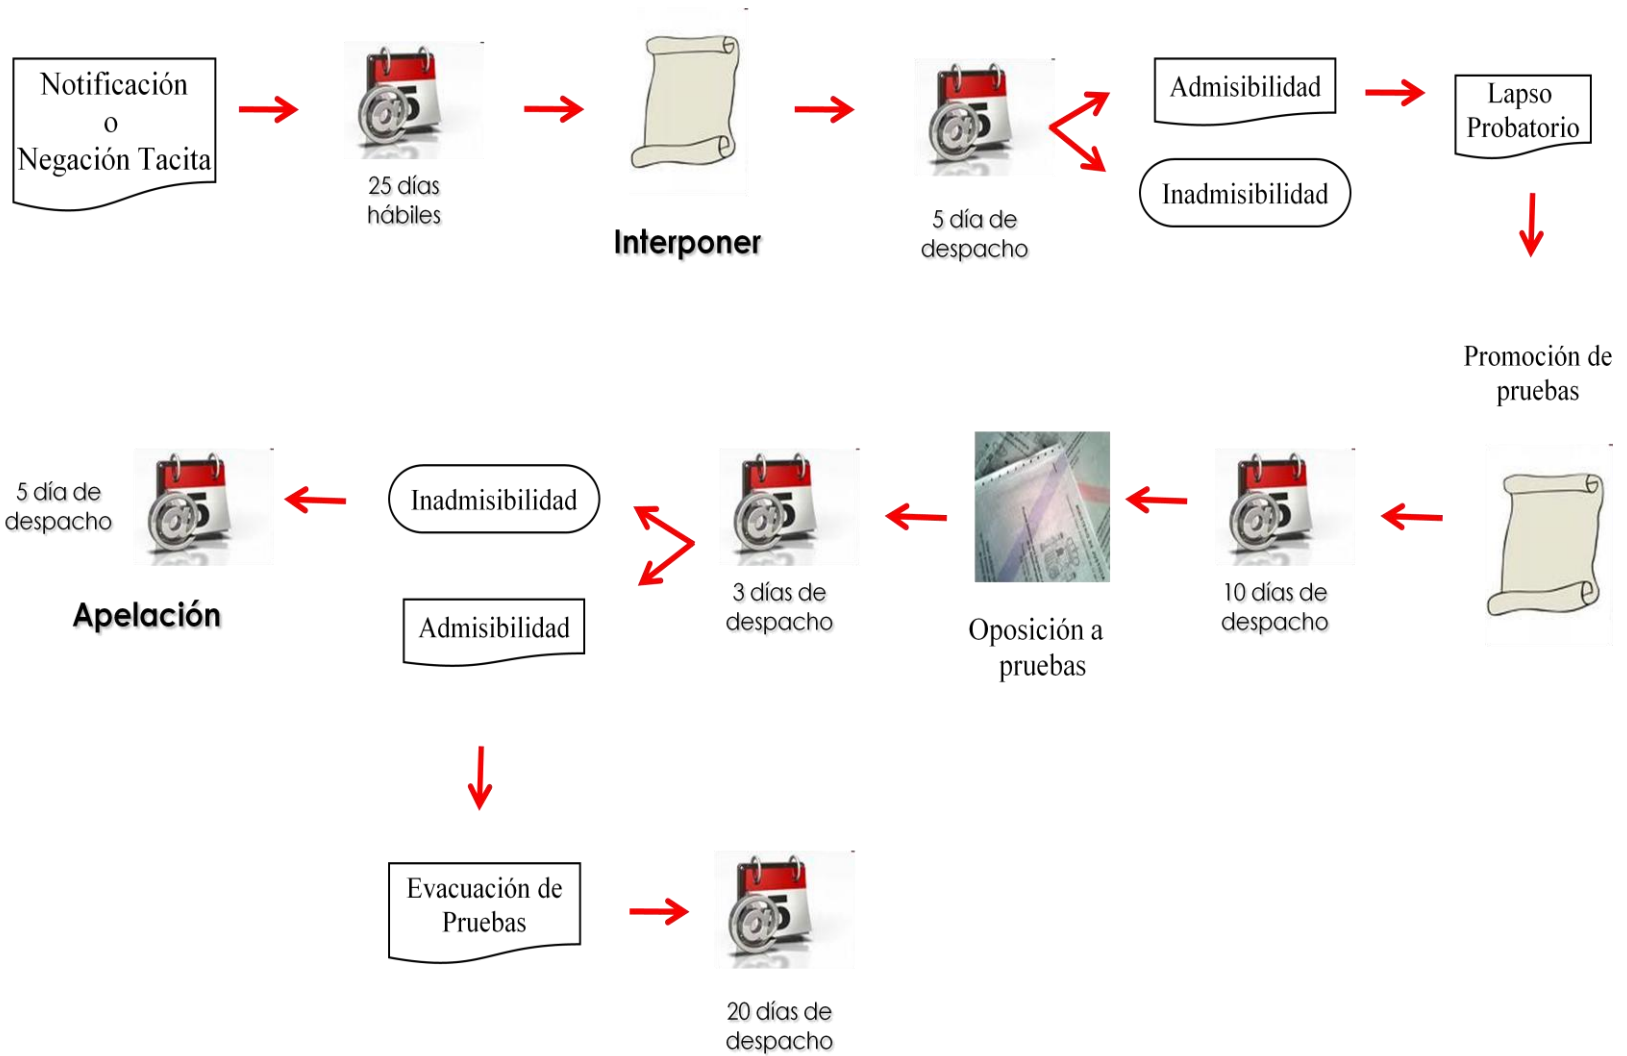 Notificación
o
Negación Tacita
25 días
hábiles
Interponer
5 día de
despacho
Admisibilidad
Inadmisibilidad
Lapso
Probatorio
Promoción de
pruebas
10 días de
despacho
Oposición a
pruebas
3 días de
despacho
Inadmisibilidad
Admisibilidad
5 día de
despacho
Apelación
Evacuación de
Pruebas
20 días de
despacho